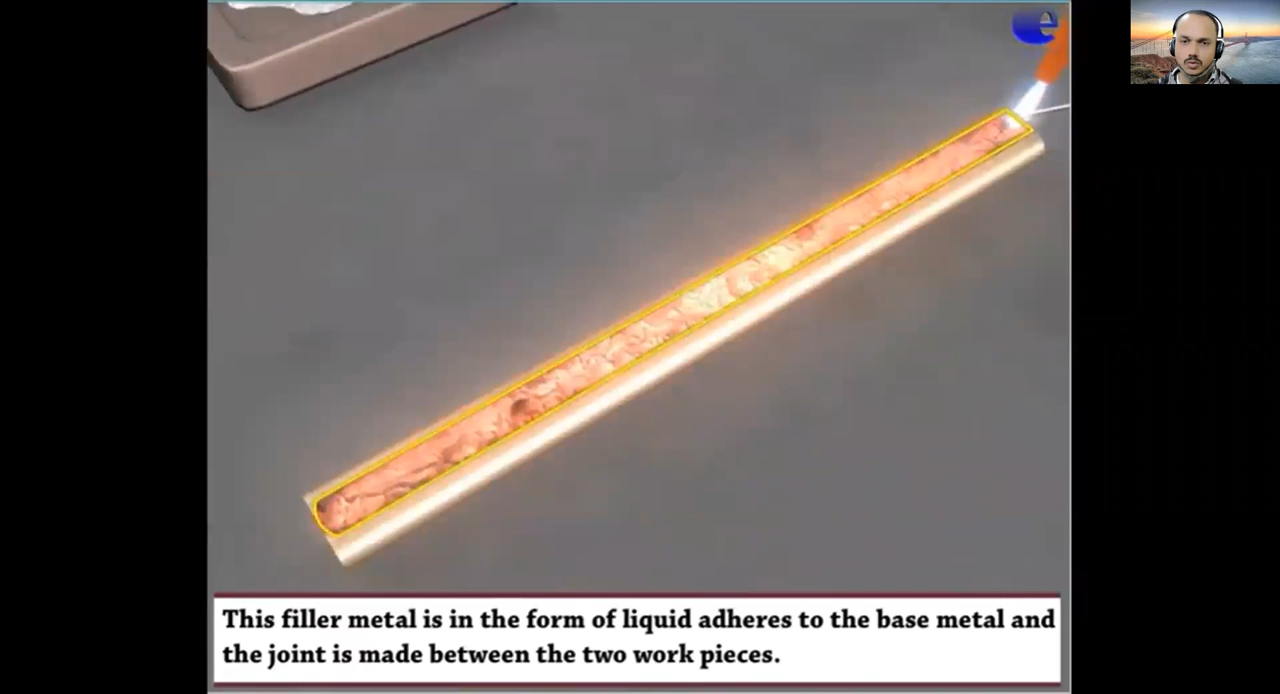 e
This filler metal is in the form of liquid adheres to the base metal and
the joint is made between the two work pieces.